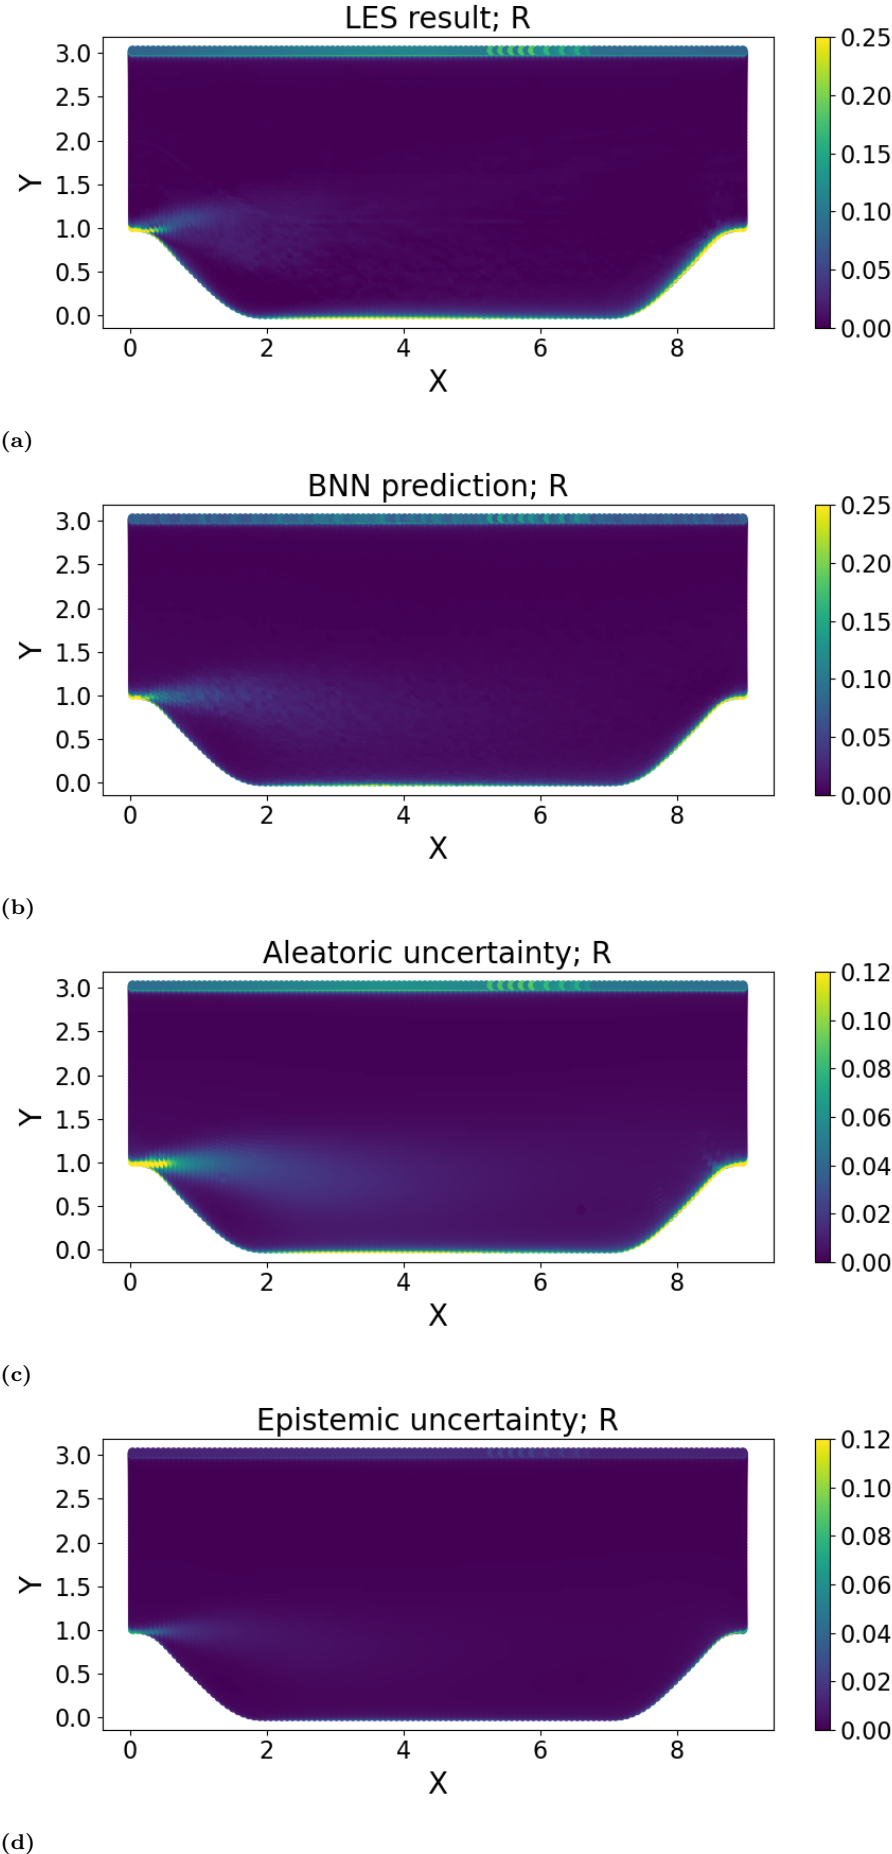 LES result; R
3.0
2.5
2.0
1.5
1.0
0.5
0.0
Y
0 2 4 6 8
X
0.25
0.20
0.15
0.10
0.05
0.00
(a)
BNN prediction; R
3.0
2.5
2.0
1.5
1.0
0.5
0.0
Y
0 2 4 6 8
X
0.25
0.20
0.15
0.10
0.05
0.00
(b)
Aleatoric uncertainty; R
3.0
2.5
2.0
1.5
1.0
0.5
0.0
Y
0 2 4 6 8
X
0.12
0.10
0.08
0.06
0.04
0.02
0.00
(c)
Epistemic uncertainty; R
3.0
2.5
2.0
1.5
1.0
0.5
0.0
Y
0 2 4 6 8
X
0.12
0.10
0.08
0.06
0.04
0.02
0.00
(d)